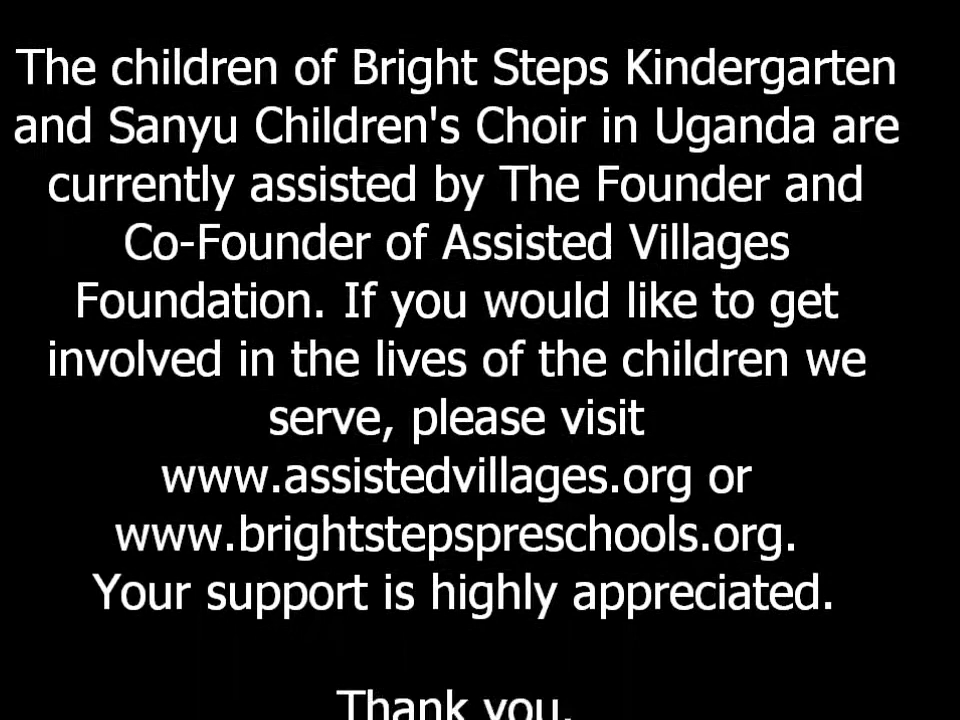 The children of Bright Steps Kindergarten
and Sanyu Children's Choir in Uganda are
currently assisted by The Founder and
Co-Founder of Assisted Villages
Foundation. If you would like to get
involved in the lives of the children we
serve, please visit
www.assistedvillages.org or
www.brightstepspreschools.org.
Your support is highly appreciated.
Thank you.